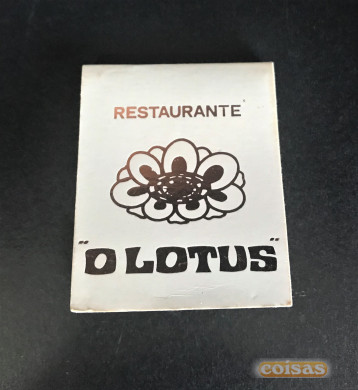 RESTAURANTE
"O LOTUS"
coisas